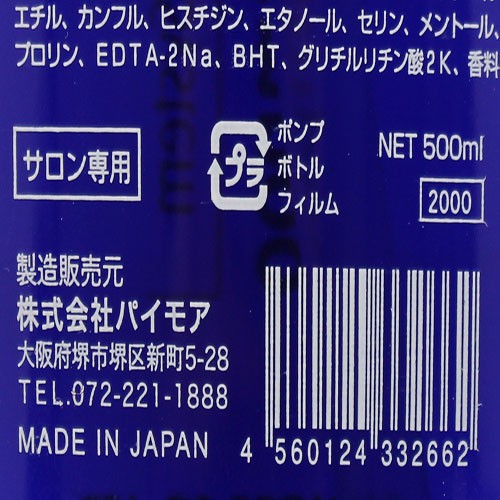 エチル、カンフル、ヒスチジン、エタノール、セリン、メントール、
プロリン、EDTA-2Na、BHT、グリチルリチン酸2K、香料
サロン専用
プラ
ポンプ
ボトル
フィルム
NET 500ml
2000
製造販売元
株式会社パイモア
大阪府堺市堺区新町5-28
TEL.072-221-1888
MADE IN JAPAN
4 560124 332662